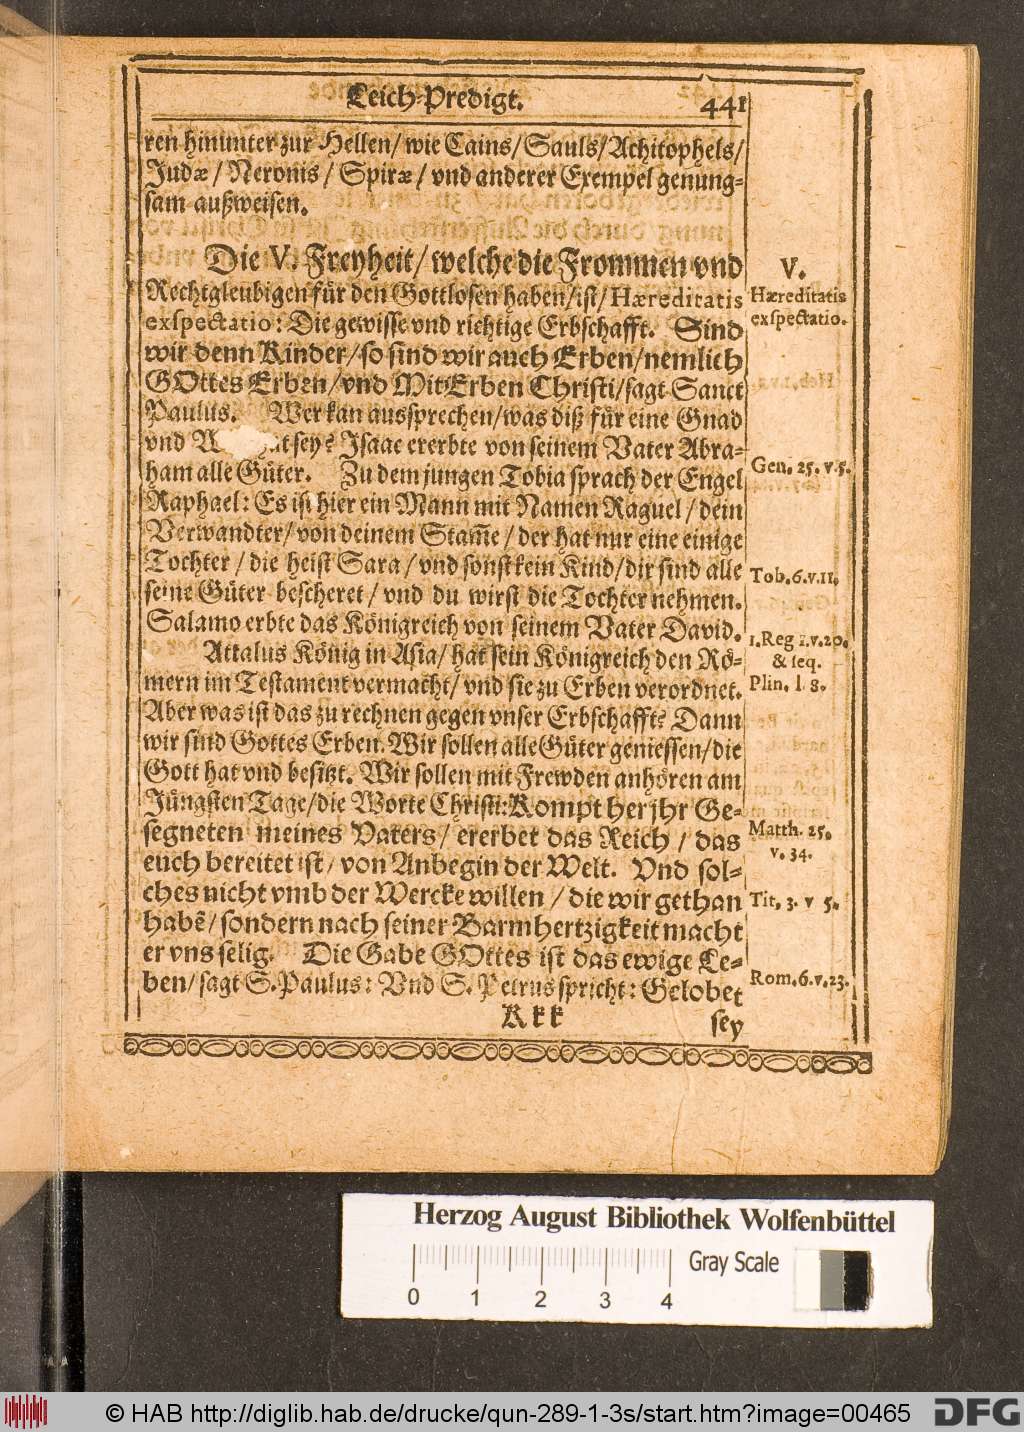 Leich-Predigt. 441
ren hinunter zur Hellen/ wie Cains/ Sauls/ Achitophels/
Judæ/ Neronis/ Spiræ/ vnd anderer Exempel genung-
sam außweisen.
Die V. Freyheit/ welche die Frommen vnd
Rechtgleubigen für den Gottlosen haben/ ist/ Hæreditatis
exspectatio: Die gewisse vnd richtige Erbschafft. Sind
wir denn Kinder/ so sind wir auch Erben/ nemlich
GOttes Erben/ vnd MitErben Christi/ sagt Sanct
Paulus. Wer kan aussprechen/ was diß für eine Gnad
vnd sey? Isaac ererbte von seinem Vater Abra-
ham alle Güter. Zu dem jungen Tobia sprach der Engel
Raphael: Es ist hier ein Mann mit Namen Raguel/ dein
Verwandter/ von deinem Stam̃e/ der hat nur eine einige
Tochter/ die heist Sara/ vnd sonst kein Kind/ dir sind alle
seine Güter bescheret/ vnd du wirst die Tochter nehmen.
Salamo erbte das Königreich von seinem Vater David.
Attalus König in Asia/ hat sein Königreich den Rö-
mern im Testament vermacht/ vnd sie zu Erben verordnet.
Aber was ist das zu rechnen gegen vnser Erbschafft? Dann
wir sind Gottes Erben. Wir sollen alle Güter geniessen/ die
Gott hat vnd besitzt. Wir sollen mit Frewden anhören am
Jüngsten Tage/ die Worte Christi: Kompt her jhr Ge-
segneten meines Vaters/ ererbet das Reich/ das
euch bereitet ist/ von Anbegin der Welt. Vnd sol-
ches nicht vmb der Wercke willen/ die wir gethan
habẽ/ sondern nach seiner Barmhertzigkeit macht
er vns selig. Die Gabe GOttes ist das ewige Le-
ben/ sagt S. Paulus: Vnd S. Petrus spricht: Gelobet
Kkk sey
V.
Hæreditatis
exspectatio.
Gen. 25. v. 5.
Tob. 6. v. 11.
1. Reg 1. v. 20.
& seq.
Plin. l. 8.
Matth. 25.
v. 34.
Tit. 3. v 5.
Rom. 6. v. 23.
Herzog August Bibliothek Wolfenbüttel
Gray Scale
0 1 2 3 4
© HAB http://diglib.hab.de/drucke/qun-289-1-3s/start.htm?image=00465
DFG